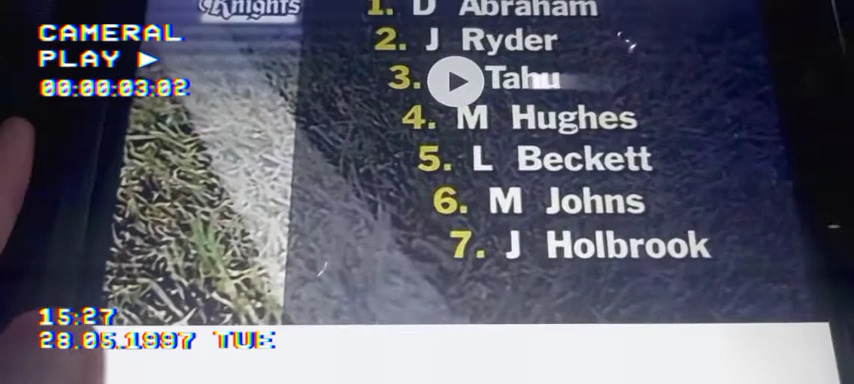 CAMERAL
PLAY
00:00:03:02
Knights
1. D Abraham
2. J Ryder
3. Tahu
4. M Hughes
5. L Beckett
6. M Johns
7. J Holbrook
15:27
28.05.1997 TUE